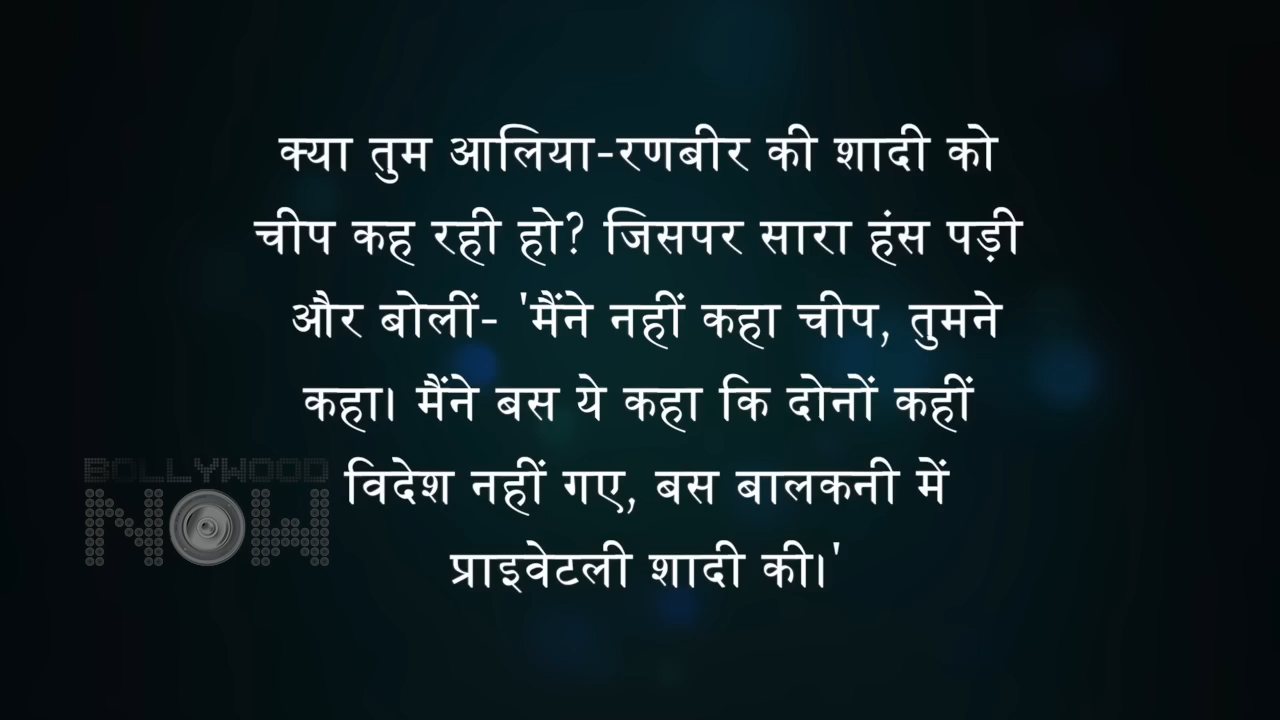 क्या तुम आलिया-रणबीर की शादी को
चीप कह रही हो? जिसपर सारा हंस पड़ी
और बोलीं- 'मैंने नहीं कहा चीप, तुमने
कहा। मैंने बस ये कहा कि दोनों कहीं
विदेश नहीं गए, बस बालकनी में
प्राइवेटली शादी की।'
BOLLYWOOD
NOW